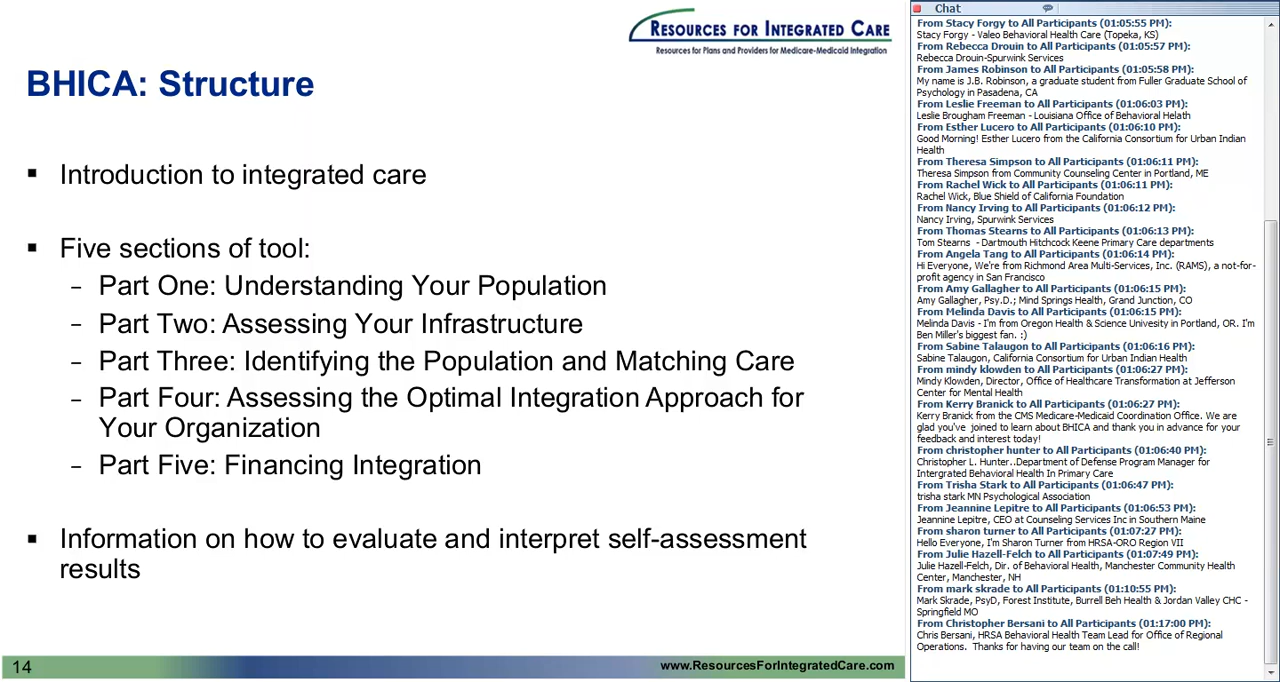 RESOURCES FOR INTEGRATED CARE
Resources for Plans and Providers for Medicare-Medicaid Integration
BHICA: Structure
Introduction to integrated care
Five sections of tool:
– Part One: Understanding Your Population
– Part Two: Assessing Your Infrastructure
– Part Three: Identifying the Population and Matching Care
– Part Four: Assessing the Optimal Integration Approach for
Your Organization
– Part Five: Financing Integration
Information on how to evaluate and interpret self-assessment
results
14
www.ResourcesForIntegratedCare.com
Chat
From Stacy Forgy to All Participants (01:05:55 PM):
Stacy Forgy - Valeo Behavioral Health Care (Topeka, KS)
From Rebecca Drouin to All Participants (01:05:57 PM):
Rebecca Drouin-Spurwink Services
From James Robinson to All Participants (01:05:58 PM):
My name is J.B. Robinson, a graduate student from Fuller Graduate School of
Psychology in Pasadena, CA
From Leslie Freeman to All Participants (01:06:03 PM):
Leslie Brougham Freeman - Louisiana Office of Behavioral Helath
From Esther Lucero to All Participants (01:06:10 PM):
Good Morning! Esther Lucero from the California Consortium for Urban Indian
Health
From Theresa Simpson to All Participants (01:06:11 PM):
Theresa Simpson from Community Counseling Center in Portland, ME
From Rachel Wick to All Participants (01:06:11 PM):
Rachel Wick, Blue Shield of California Foundation
From Nancy Irving to All Participants (01:06:12 PM):
Nancy Irving, Spurwink Services
From Thomas Stearns to All Participants (01:06:13 PM):
Tom Stearns - Dartmouth Hitchcock Keene Primary Care departments
From Angela Tang to All Participants (01:06:14 PM):
Hi Everyone, We're from Richmond Area Multi-Services, Inc. (RAMS), a not-for-
profit agency in San Francisco
From Amy Gallagher to All Participants (01:06:15 PM):
Amy Gallagher, Psy.D.; Mind Springs Health, Grand Junction, CO
From Melinda Davis to All Participants (01:06:15 PM):
Melinda Davis - I'm from Oregon Health & Science Univesity in Portland, OR. I'm
Ben Miller's biggest fan. :)
From Sabine Talaugon to All Participants (01:06:16 PM):
Sabine Talaugon, California Consortium for Urban Indian Health
From mindy klowden to All Participants (01:06:27 PM):
Mindy Klowden, Director, Office of Healthcare Transformation at Jefferson
Center for Mental Health
From Kerry Branick to All Participants (01:06:27 PM):
Kerry Branick from the CMS Medicare-Medicaid Coordination Office. We are
glad you've joined to learn about BHICA and thank you in advance for your
feedback and interest today!
From christopher hunter to All Participants (01:06:40 PM):
Christopher L. Hunter..Department of Defense Program Manager for
Intergrated Behavioral Health In Primary Care
From Trisha Stark to All Participants (01:06:47 PM):
trisha stark MN Psychological Association
From Jeannine Lepitre to All Participants (01:06:53 PM):
Jeannine Lepitre, CEO at Counseling Services Inc in Southern Maine
From sharon turner to All Participants (01:07:27 PM):
Hello Everyone, I'm Sharon Turner from HRSA-ORO Region VII
From Julie Hazell-Felch to All Participants (01:07:49 PM):
Julie Hazell-Felch, Dir. of Behavioral Health, Manchester Community Health
Center, Manchester, NH
From mark skrade to All Participants (01:10:55 PM):
Mark Skrade, PsyD, Forest Institute, Burrell Beh Health & Jordan Valley CHC -
Springfield MO
From Christopher Bersani to All Participants (01:17:00 PM):
Chris Bersani, HRSA Behavioral Health Team Lead for Office of Regional
Operations. Thanks for having our team on the call!